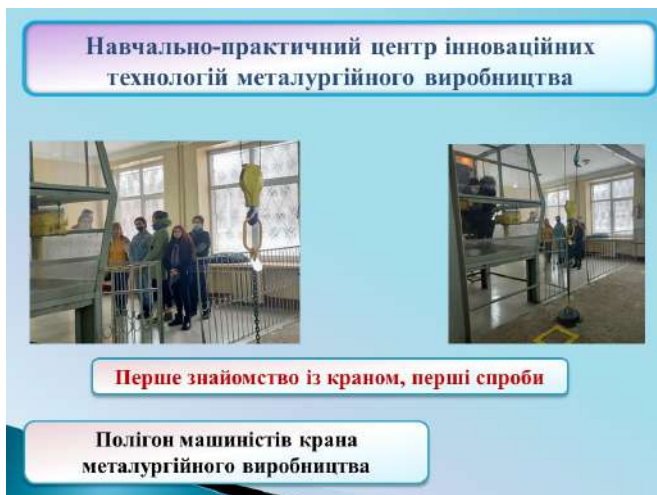 Навчально-практичний центр інноваційних
технологій металургійного виробництва
Перше знайомство із краном, перші спроби
Полігон машиністів крана
металургійного виробництва